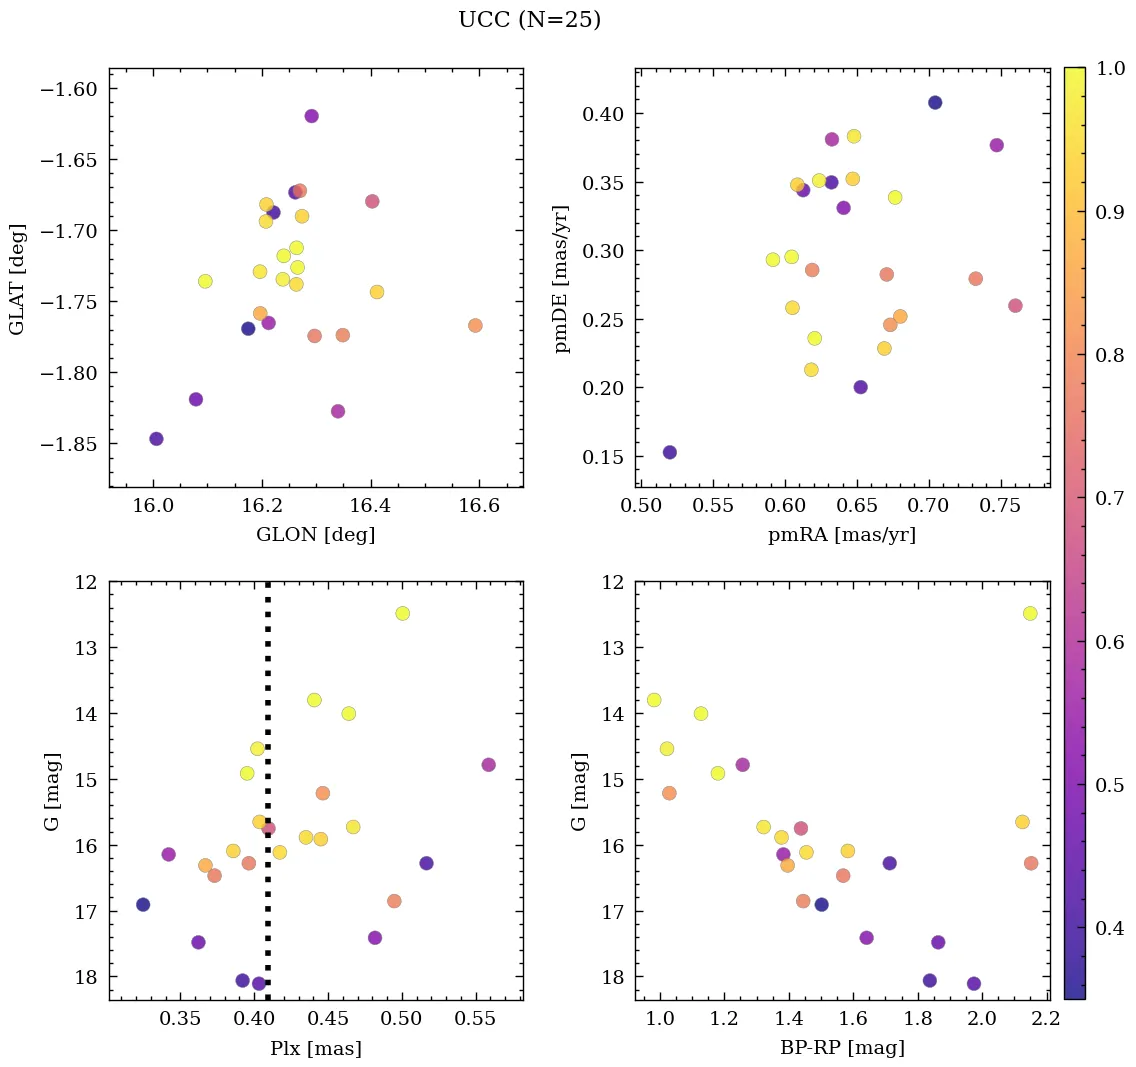 UCC (N=25)
−1.60
−1.65
−1.70
−1.75
−1.80
−1.85
GLAT [deg]
16.0 16.2 16.4 16.6
GLON [deg]
0.40
0.35
0.30
0.25
0.20
0.15
pmDE [mas/yr]
0.50 0.55 0.60 0.65 0.70 0.75
pmRA [mas/yr]
12
13
14
15
16
17
18
G [mag]
0.35 0.40 0.45 0.50 0.55
Plx [mas]
12
13
14
15
16
17
18
G [mag]
1.0 1.2 1.4 1.6 1.8 2.0 2.2
BP-RP [mag]
1.0
0.9
0.8
0.7
0.6
0.5
0.4